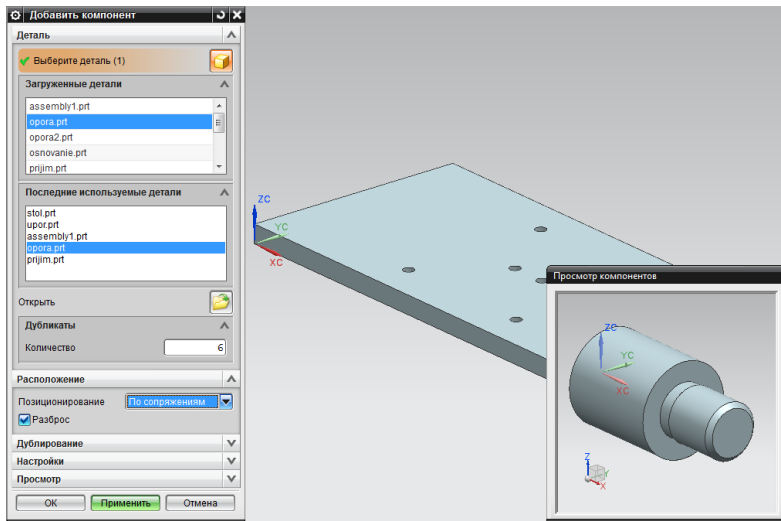 Добавить компонент
Деталь
Выберите деталь (1)
Загруженные детали
assembly1.prt
opora.prt
opora2.prt
osnovanie.prt
prijim.prt
Последние используемые детали
stol.prt
upor.prt
assembly1.prt
opora.prt
prijim.prt
Открыть
Дубликаты
Количество 6
Расположение
Позиционирование По сопряжениям
Разброс
Дублирование
Настройки
Просмотр
ОК Применить Отмена
ZC
YC
XC
Просмотр компонентов
ZC
YC
XC
Z
Y
X